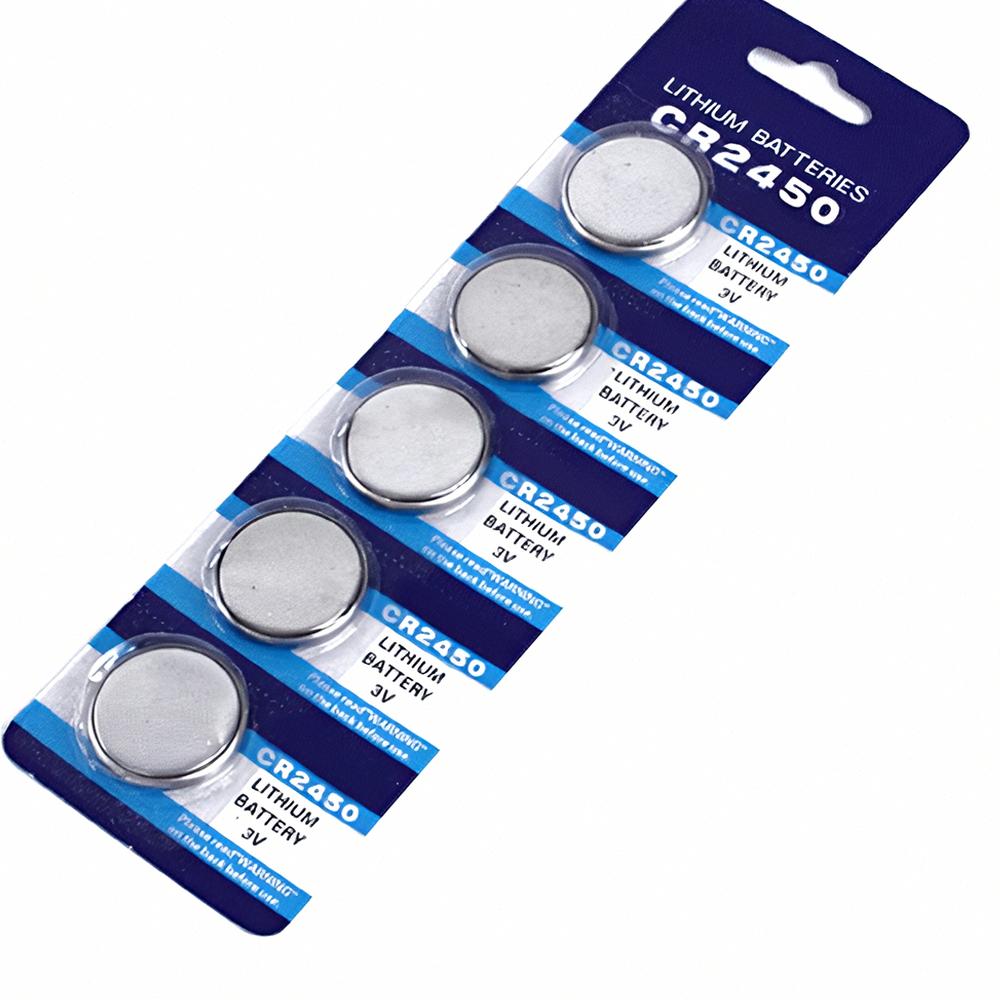 LITHIUM BATTERIES
CR2450
CR2450
LITHIUM
BATTERY
3V
Please read "WARNING"
on the back before use.
CR2450
LITHIUM
BATTERY
3V
Please read "WARNING"
on the back before use.
CR2450
LITHIUM
BATTERY
3V
Please read "WARNING"
on the back before use.
CR2450
LITHIUM
BATTERY
3V
Please read "WARNING"
on the back before use.
CR2450
LITHIUM
BATTERY
3V
Please read "WARNING"
on the back before use.